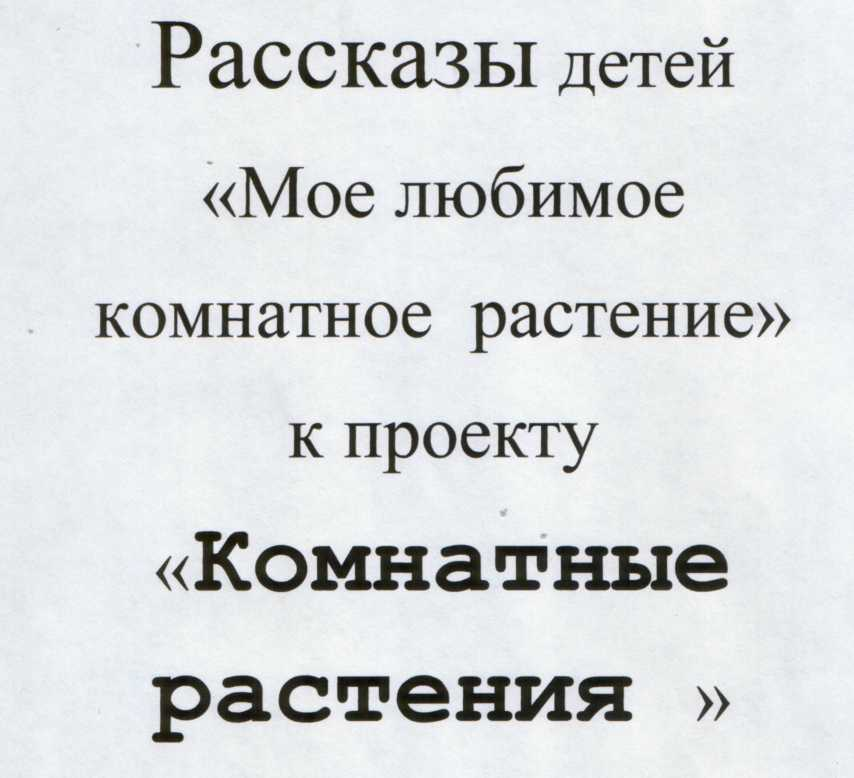 Рассказы детей
«Мое любимое
комнатное растение»
к проекту
«Комнатные
растения »